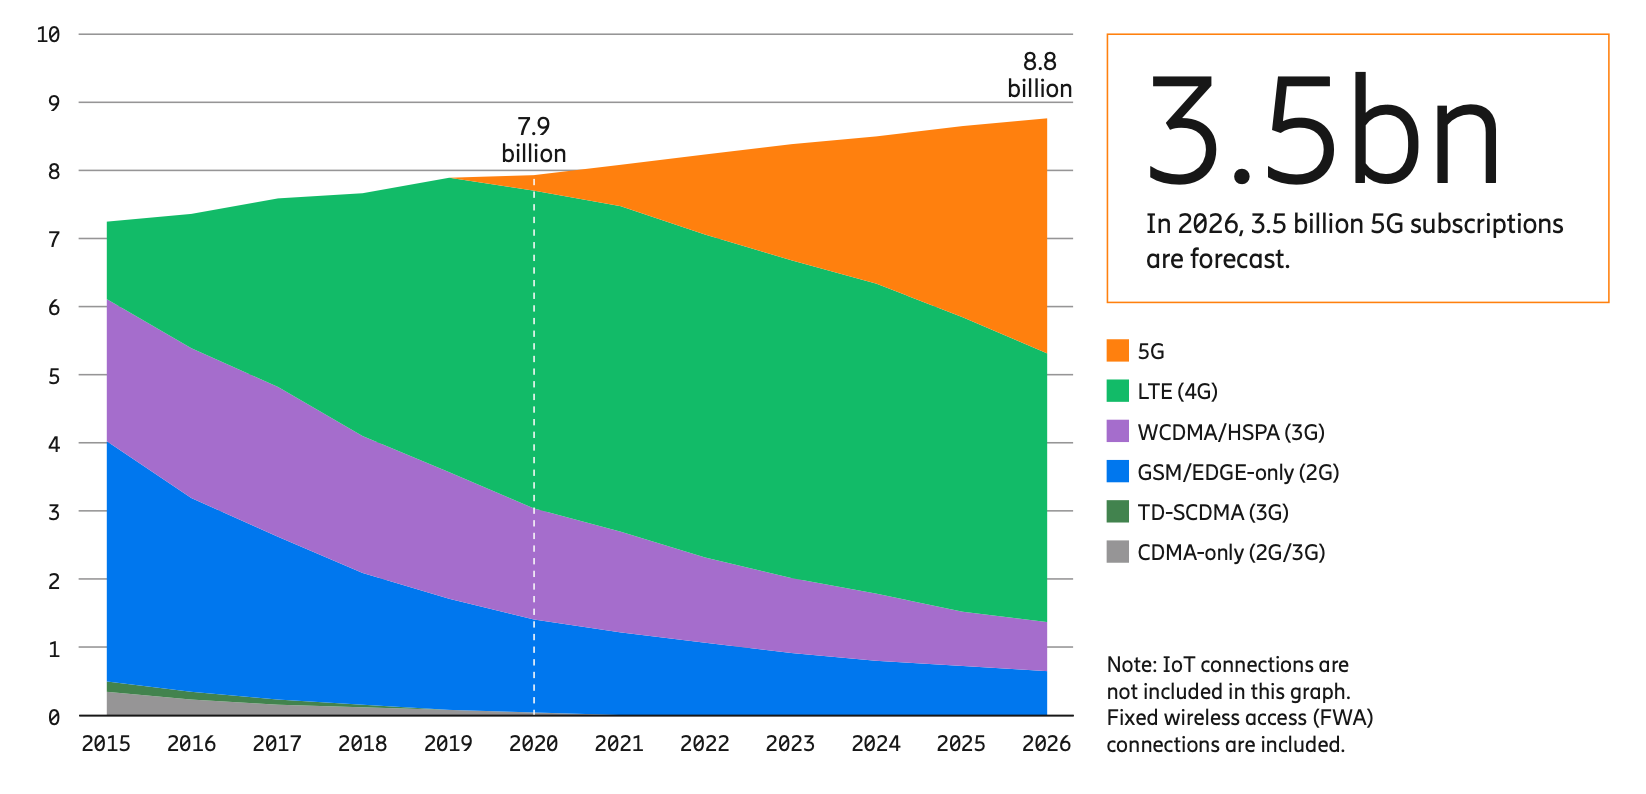 10
9
8
7
6
5
4
3
2
1
0
7.9
billion
8.8
billion
2015 2016 2017 2018 2019 2020 2021 2022 2023 2024 2025 2026
3.5bn
In 2026, 3.5 billion 5G subscriptions
are forecast.
5G
LTE (4G)
WCDMA/HSPA (3G)
GSM/EDGE-only (2G)
TD-SCDMA (3G)
CDMA-only (2G/3G)
Note: IoT connections are
not included in this graph.
Fixed wireless access (FWA)
connections are included.